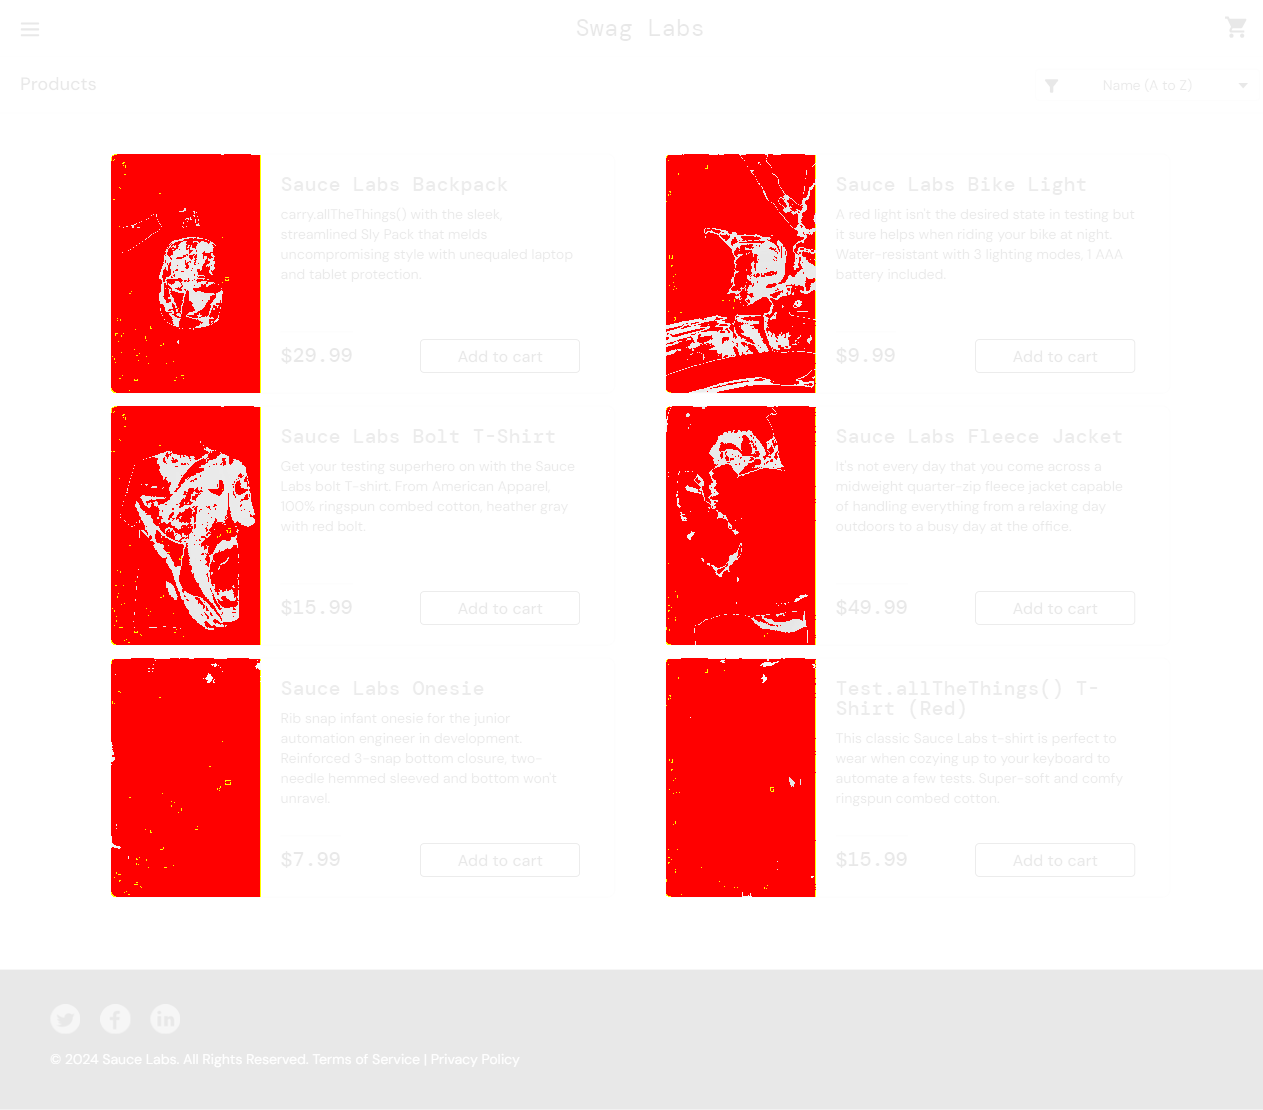 Swag Labs
Products
Name (A to Z)
Sauce Labs Backpack
carry.allTheThings() with the sleek,
streamlined Sly Pack that melds
uncompromising style with unequaled laptop
and tablet protection.
$29.99
Add to cart
Sauce Labs Bike Light
A red light isn't the desired state in testing but
it sure helps when riding your bike at night.
Water-resistant with 3 lighting modes, 1 AAA
battery included.
$9.99
Add to cart
Sauce Labs Bolt T-Shirt
Get your testing superhero on with the Sauce
Labs bolt T-shirt. From American Apparel,
100% ringspun combed cotton, heather gray
with red bolt.
$15.99
Add to cart
Sauce Labs Fleece Jacket
It's not every day that you come across a
midweight quarter-zip fleece jacket capable
of handling everything from a relaxing day
outdoors to a busy day at the office.
$49.99
Add to cart
Sauce Labs Onesie
Rib snap infant onesie for the junior
automation engineer in development.
Reinforced 3-snap bottom closure, two-
needle hemmed sleeved and bottom won't
unravel.
$7.99
Add to cart
Test.allTheThings() T-
Shirt (Red)
This classic Sauce Labs t-shirt is perfect to
wear when cozying up to your keyboard to
automate a few tests. Super-soft and comfy
ringspun combed cotton.
$15.99
Add to cart
© 2024 Sauce Labs. All Rights Reserved. Terms of Service | Privacy Policy